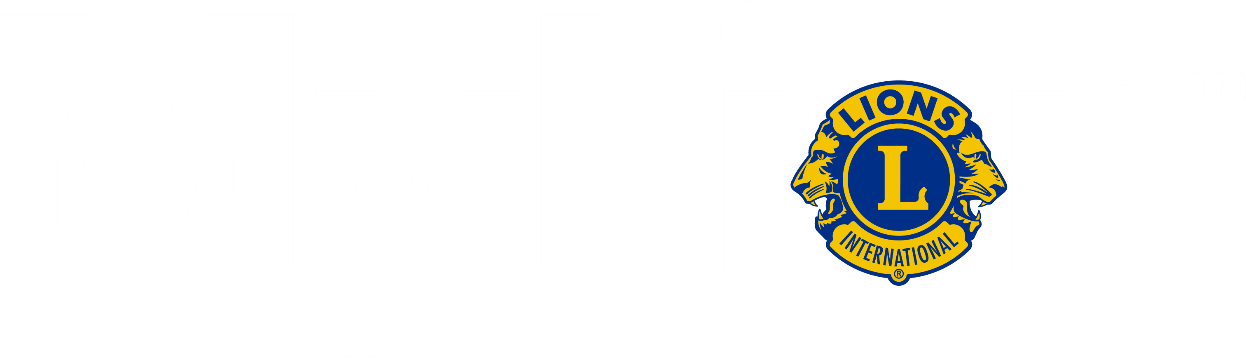 LIONS
L
INTERNATIONAL
®